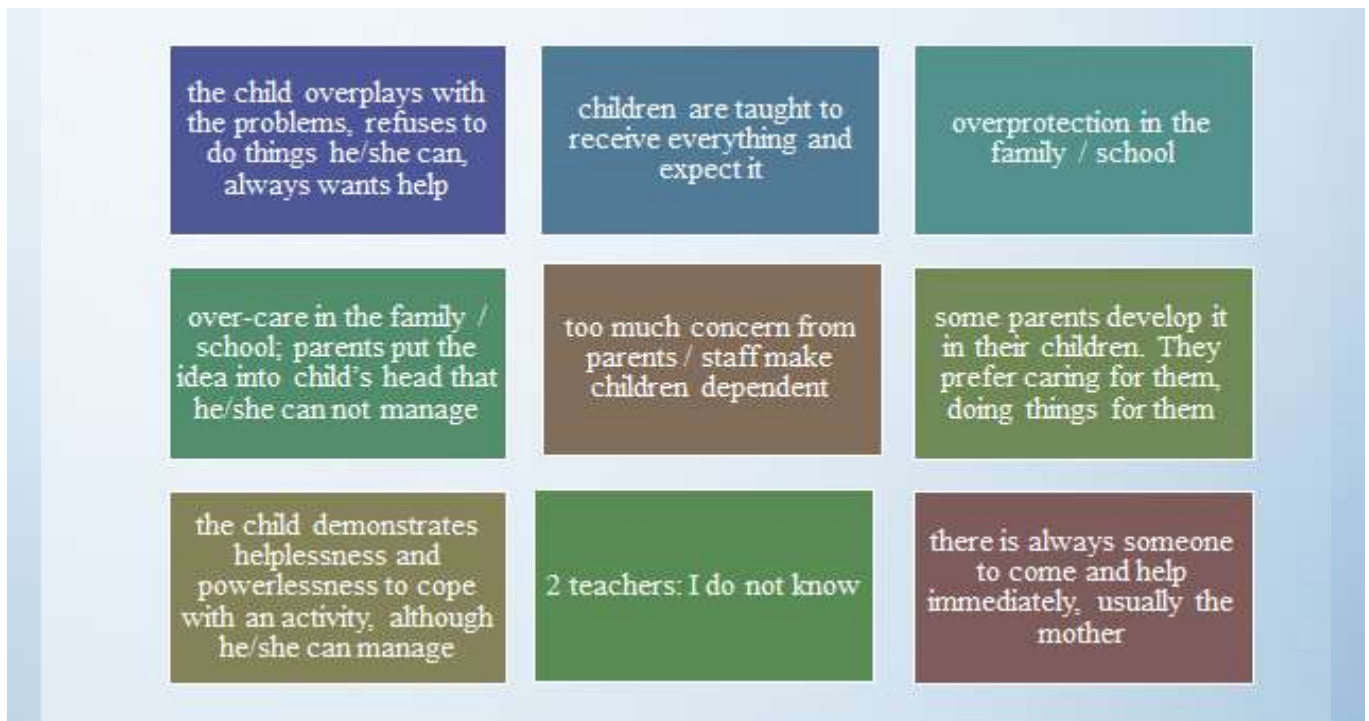 the child overplays with
the problems, refuses to
do things he/she can,
always wants help
children are taught to
receive everything and
expect it
overprotection in the
family / school
over-care in the family /
school; parents put the
idea into child's head that
he/she can not manage
too much concern from
parents / staff make
children dependent
some parents develop it
in their children. They
prefer caring for them,
doing things for them
the child demonstrates
helplessness and
powerlessness to cope
with an activity, although
he/she can manage
2 teachers: I do not know
there is always someone
to come and help
immediately, usually the
mother